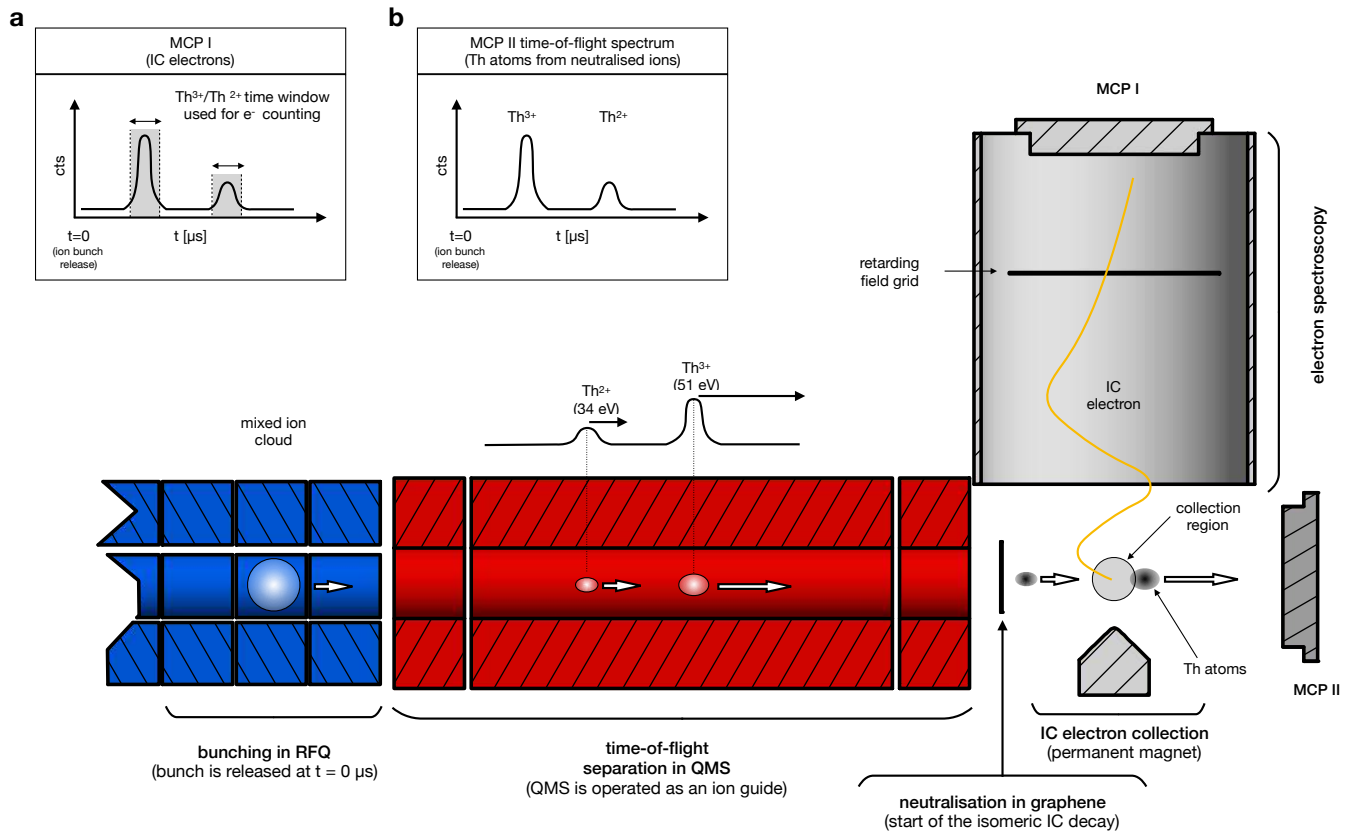 a
MCP I
(IC electrons)
Th³⁺/Th ²⁺ time window
used for e⁻ counting
cts
t=0
(ion bunch
release)
t [µs]
b
MCP II time-of-flight spectrum
(Th atoms from neutralised ions)
Th³⁺
Th²⁺
cts
t=0
(ion bunch
release)
t [µs]
MCP I
retarding
field grid
electron spectroscopy
IC
electron
mixed ion
cloud
Th²⁺
(34 eV)
Th³⁺
(51 eV)
collection
region
Th atoms
MCP II
bunching in RFQ
(bunch is released at t = 0 µs)
time-of-flight
separation in QMS
(QMS is operated as an ion guide)
IC electron collection
(permanent magnet)
neutralisation in graphene
(start of the isomeric IC decay)